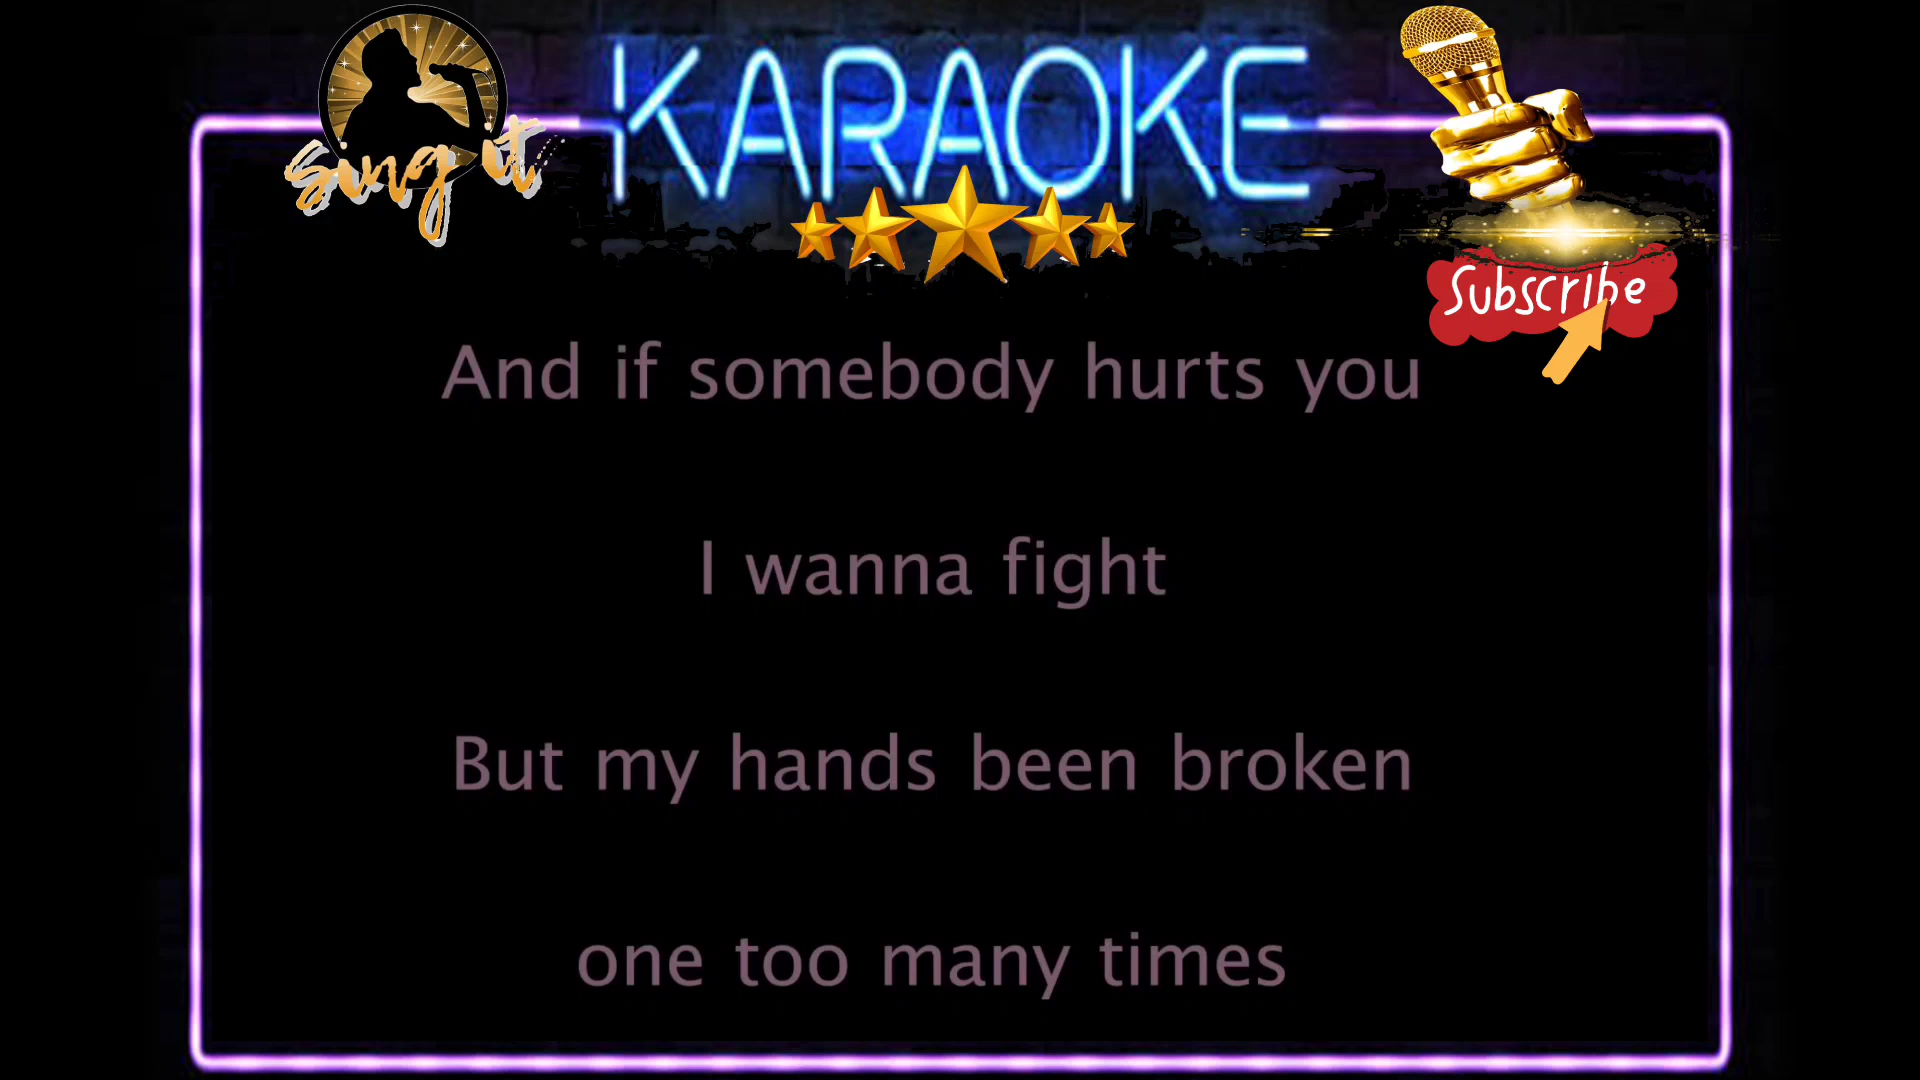 KARAOKE
sing it
Subscribe
And if somebody hurts you
I wanna fight
But my hands been broken
one too many times